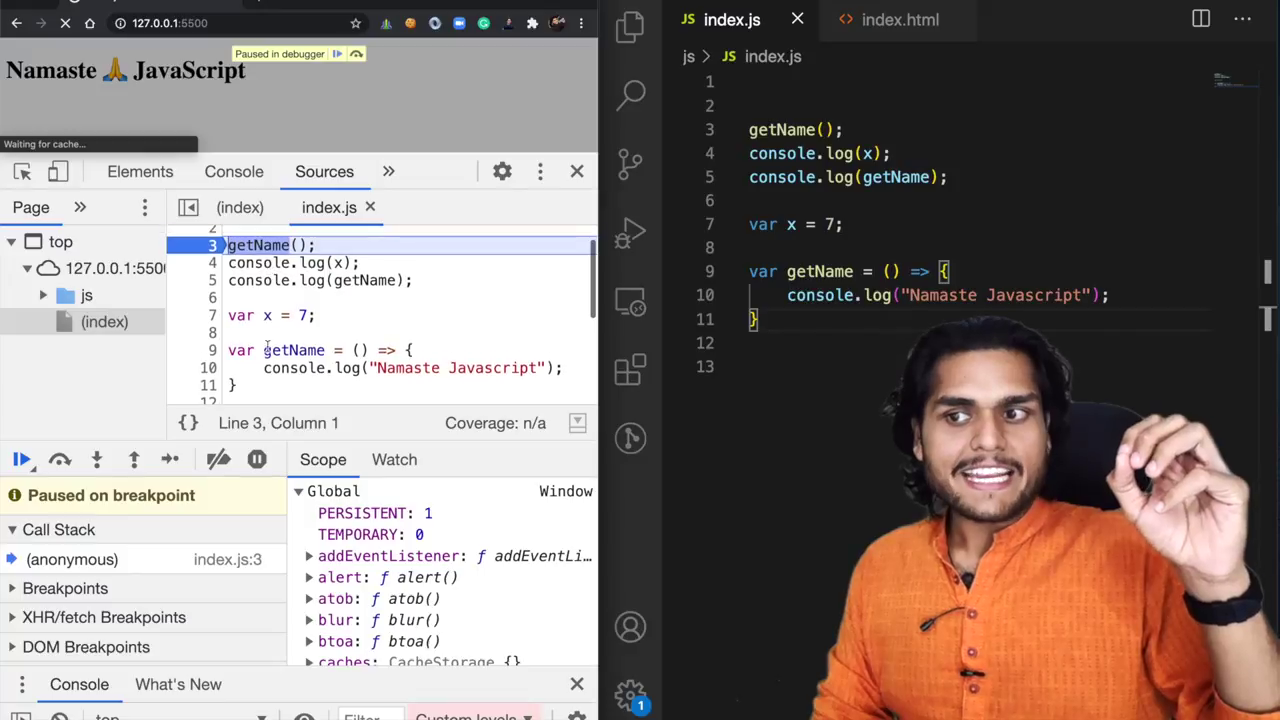 127.0.0.1:5500
Paused in debugger
Namaste 🙏 JavaScript
Waiting for cache...
Elements Console Sources »
Page » (index) index.js
top
127.0.0.1:5500
js
(index)
2
3 getName();
4 console.log(x);
5 console.log(getName);
6
7 var x = 7;
8
9 var getName = () => {
10 console.log("Namaste Javascript");
11 }
12
{} Line 3, Column 1 Coverage: n/a
Paused on breakpoint
Call Stack
(anonymous) index.js:3
Breakpoints
XHR/fetch Breakpoints
DOM Breakpoints
Scope Watch
Global Window
PERSISTENT: 1
TEMPORARY: 0
addEventListener: ƒ addEventLi…
alert: ƒ alert()
atob: ƒ atob()
blur: ƒ blur()
btoa: ƒ btoa()
caches: CacheStorage {}
Console What's New
top Filter Custom levels
index.js index.html
js > JS index.js
1
2
3 getName();
4 console.log(x);
5 console.log(getName);
6
7 var x = 7;
8
9 var getName = () => {
10 console.log("Namaste Javascript");
11 }
12
13
1